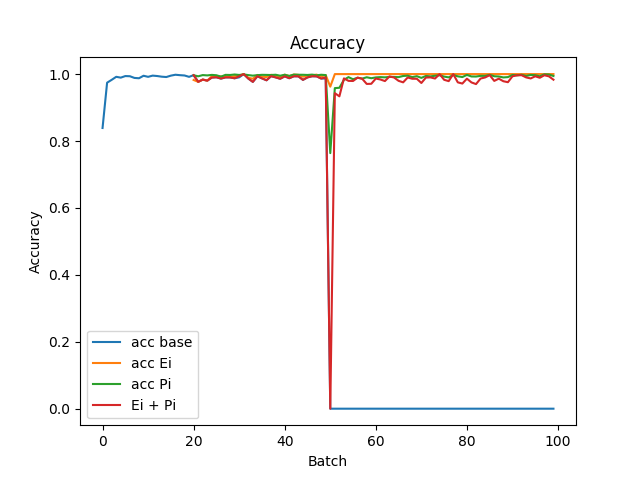 Accuracy
1.0
0.8
0.6
0.4
0.2
0.0
Accuracy
acc base
acc Ei
acc Pi
Ei + Pi
0 20 40 60 80 100
Batch